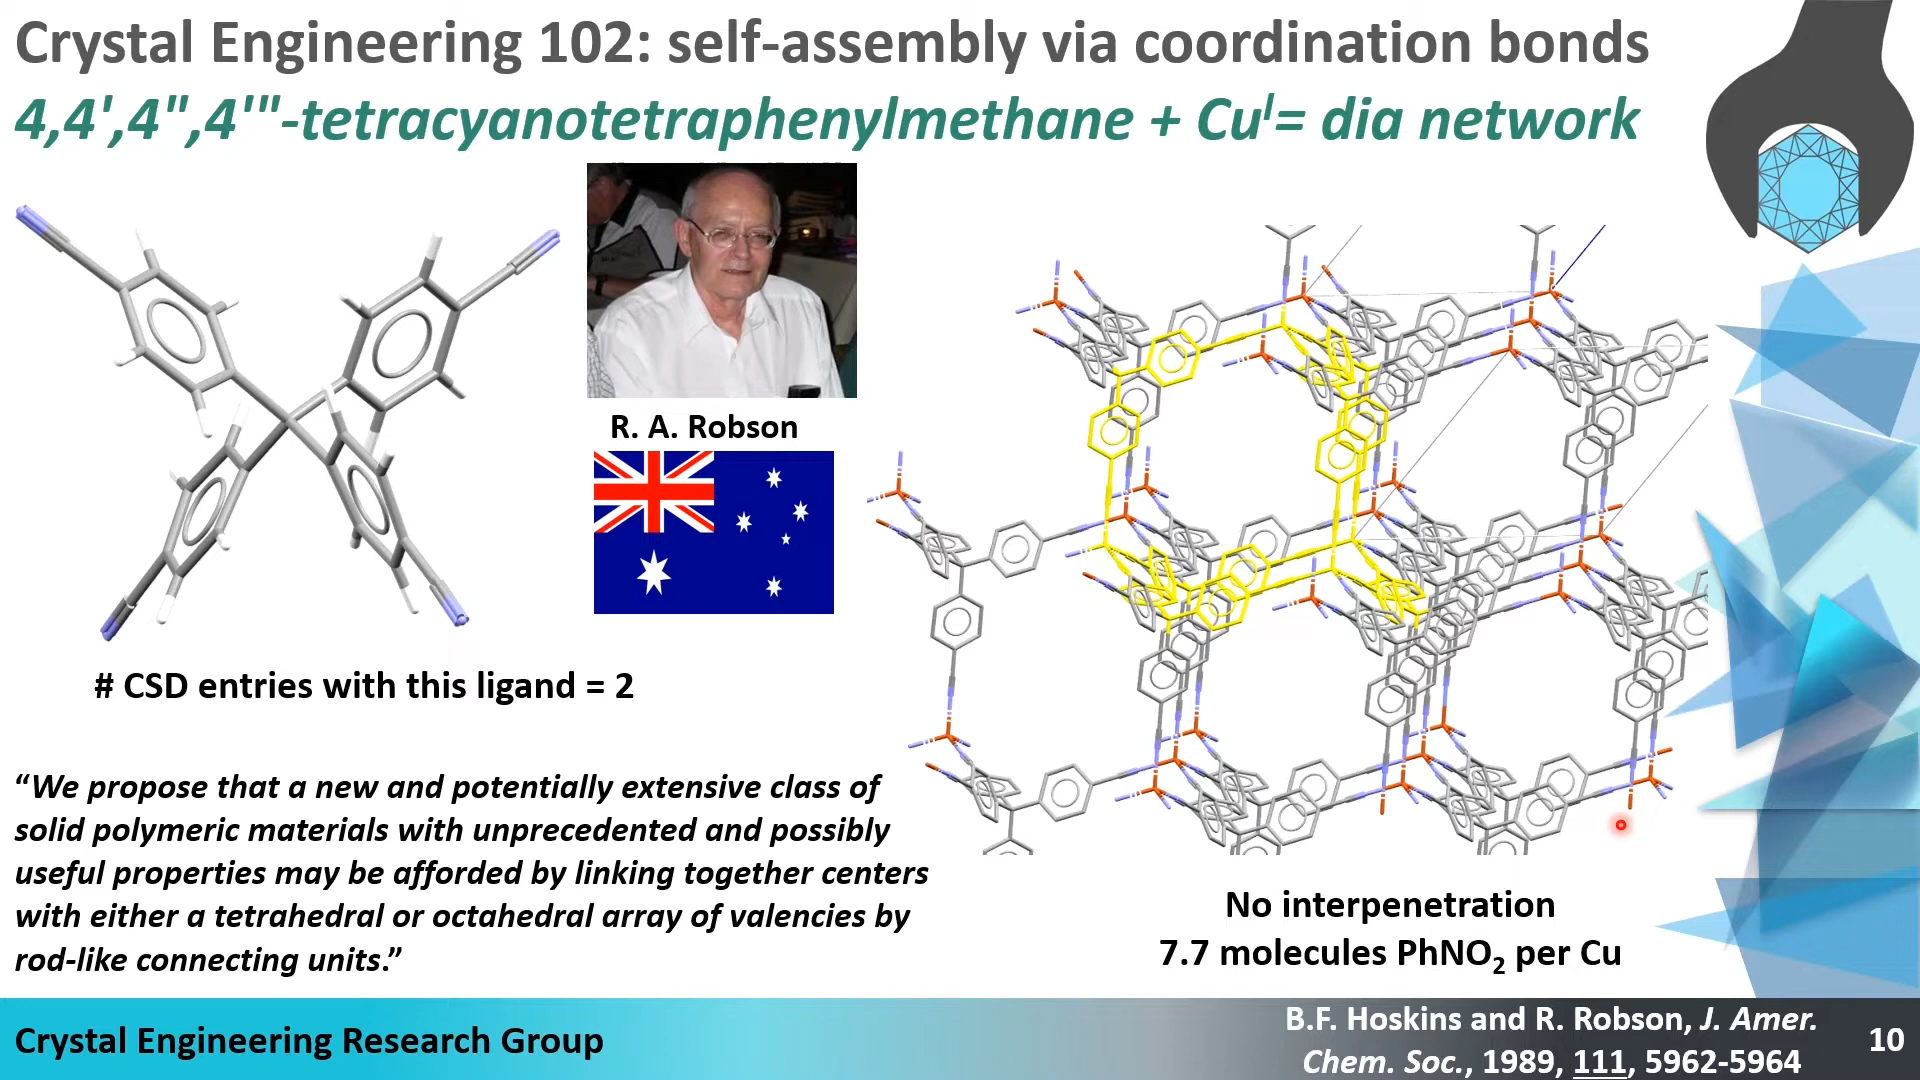 Crystal Engineering 102: self-assembly via coordination bonds
4,4',4",4'"-tetracyanotetraphenylmethane + Cuᴵ= dia network
R. A. Robson
# CSD entries with this ligand = 2
“We propose that a new and potentially extensive class of
solid polymeric materials with unprecedented and possibly
useful properties may be afforded by linking together centers
with either a tetrahedral or octahedral array of valencies by
rod-like connecting units.”
No interpenetration
7.7 molecules PhNO₂ per Cu
Crystal Engineering Research Group
B.F. Hoskins and R. Robson, J. Amer.
Chem. Soc., 1989, 111, 5962-5964
10